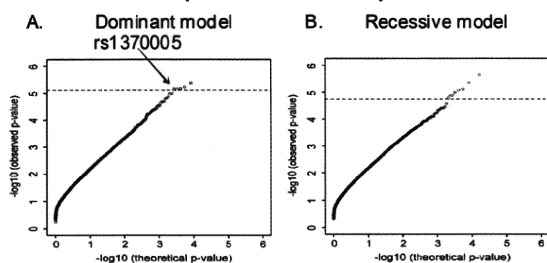 A. Dominant model
rs1370005
B. Recessive model
-log10 (observed p-value)
6
5
4
3
2
1
0
0 1 2 3 4 5 6
-log10 (theoretical p-value)
-log10 (observed p-value)
6
5
4
3
2
1
0
0 1 2 3 4 5 6
-log10 (theoretical p-value)